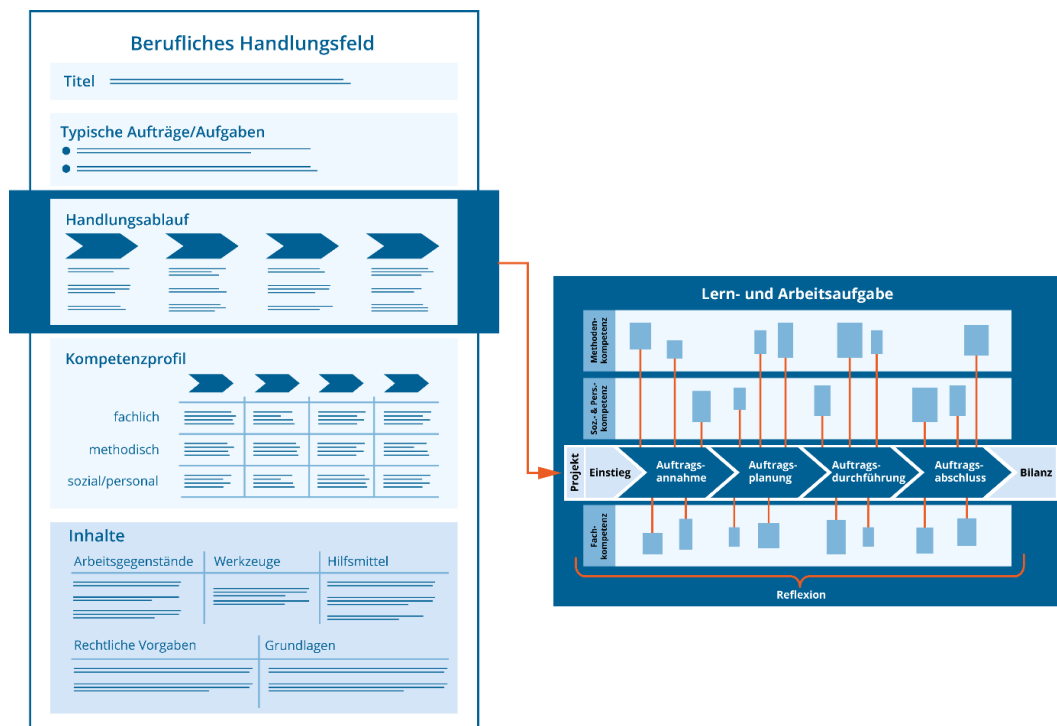 Berufliches Handlungsfeld
Titel
Typische Aufträge/Aufgaben
Handlungsablauf
Kompetenzprofil
fachlich
methodisch
sozial/personal
Inhalte
Arbeitsgegenstände
Werkzeuge
Hilfsmittel
Rechtliche Vorgaben
Grundlagen
Lern- und Arbeitsaufgabe
Methoden-
kompetenz
Soz.- & Pers.-
kompetenz
Projekt
Einstieg
Auftrags-
annahme
Auftrags-
planung
Auftrags-
durchführung
Auftrags-
abschluss
Bilanz
Fach-
kompetenz
Reflexion